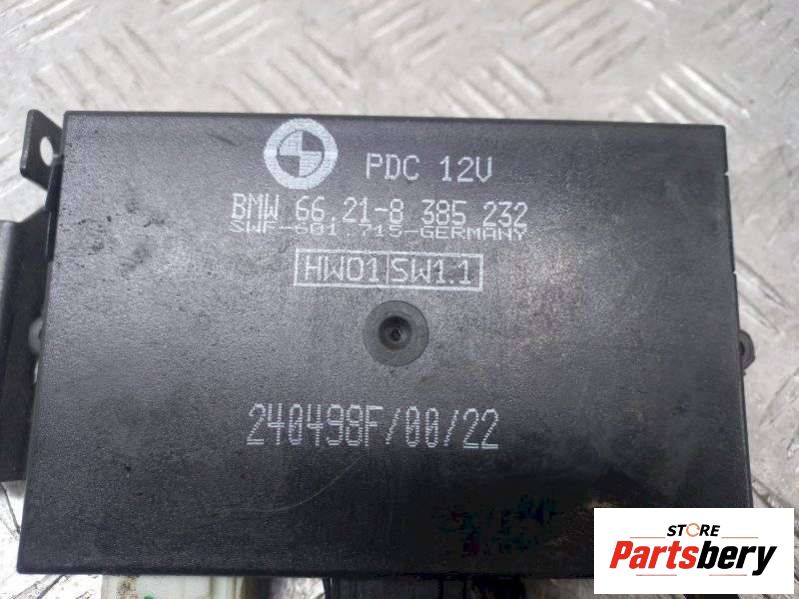 PDC 12V
BMW 66.21-8 385 232
SWF-601.715-GERMANY
HW01 SW1.1
240498F/00/22
STORE
Partsbery